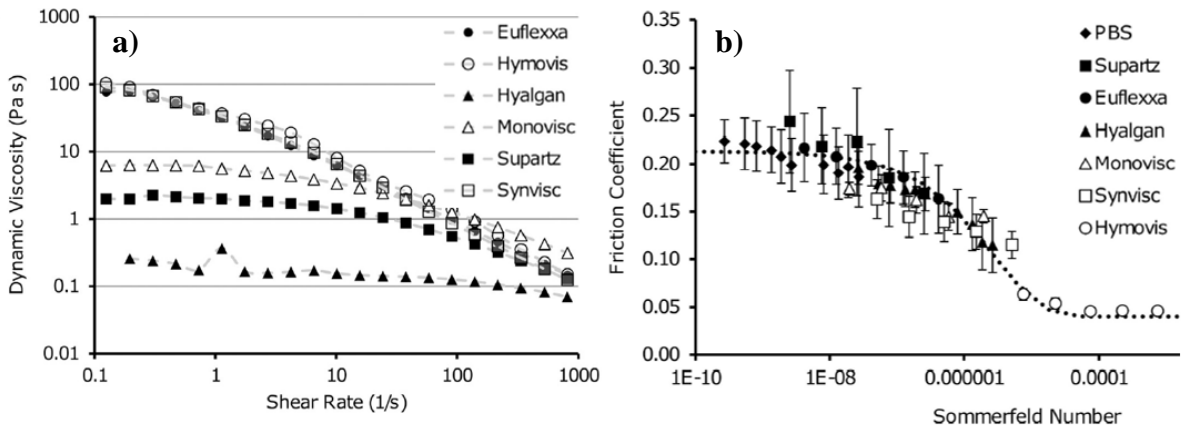 a)
1000
100
10
1
0.1
0.01
Dynamic Viscosity (Pa s)
0.1
1
10
100
1000
Shear Rate (1/s)
Euflexxa
Hymovis
Hyalgan
Monovisc
Supartz
Synvisc
b)
0.35
0.30
0.25
0.20
0.15
0.10
0.05
0.00
Friction Coefficient
1E-10
1E-08
0.000001
0.0001
Sommerfeld Number
PBS
Supartz
Euflexxa
Hyalgan
Monovisc
Synvisc
Hymovis